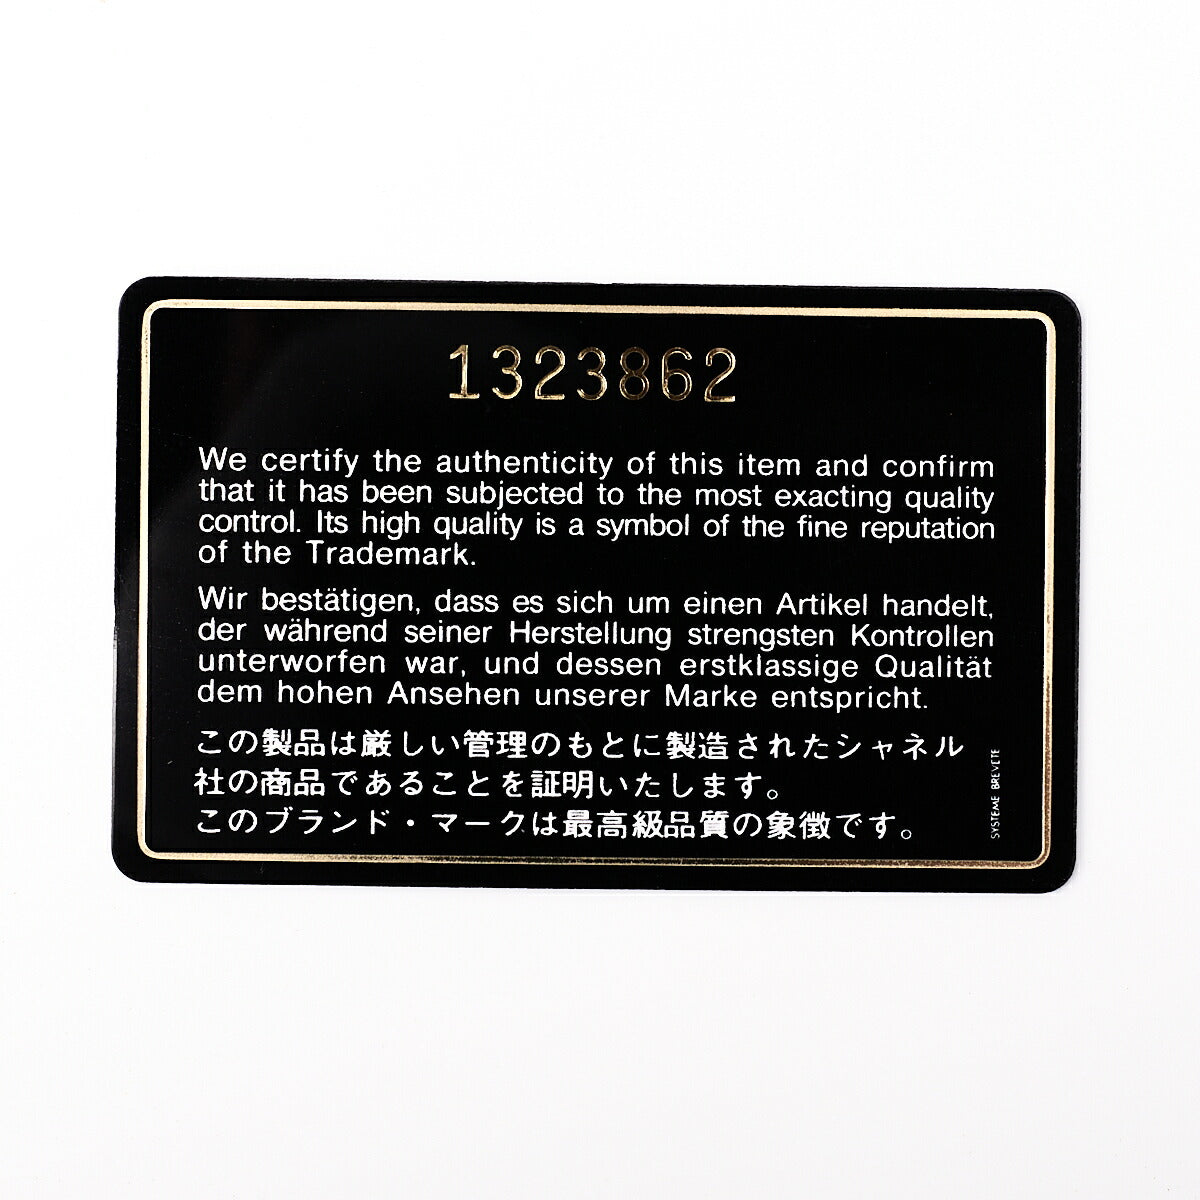 1323862
We certify the authenticity of this item and confirm
that it has been subjected to the most exacting quality
control. Its high quality is a symbol of the fine reputation
of the Trademark.
Wir bestätigen, dass es sich um einen Artikel handelt,
der während seiner Herstellung strengsten Kontrollen
unterworfen war, und dessen erstklassige Qualität
dem hohen Ansehen unserer Marke entspricht.
この製品は厳しい管理のもとに製造されたシャネル
社の商品であることを証明いたします。
このブランド・マークは最高級品質の象徴です。
SYSTEME BREVETE